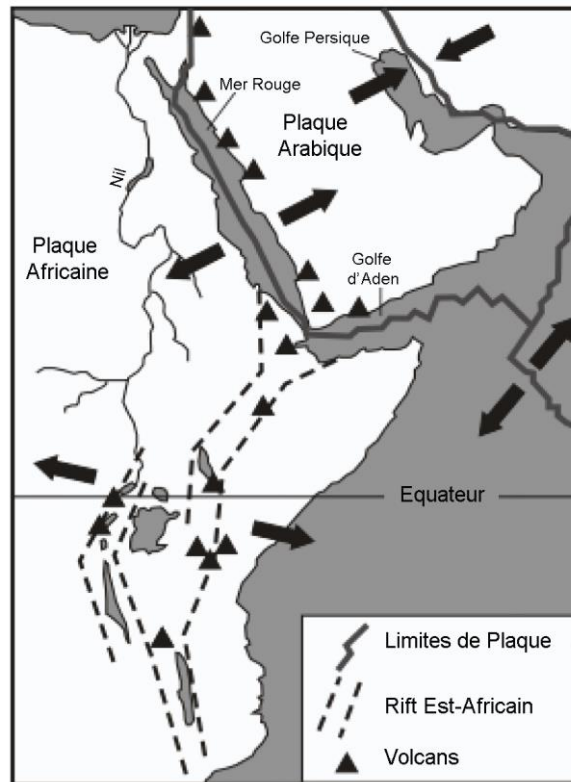 Golfe Persique
Mer Rouge
Plaque
Arabique
Nil
Plaque
Africaine
Golfe
d'Aden
Equateur
Limites de Plaque
Rift Est-Africain
Volcans